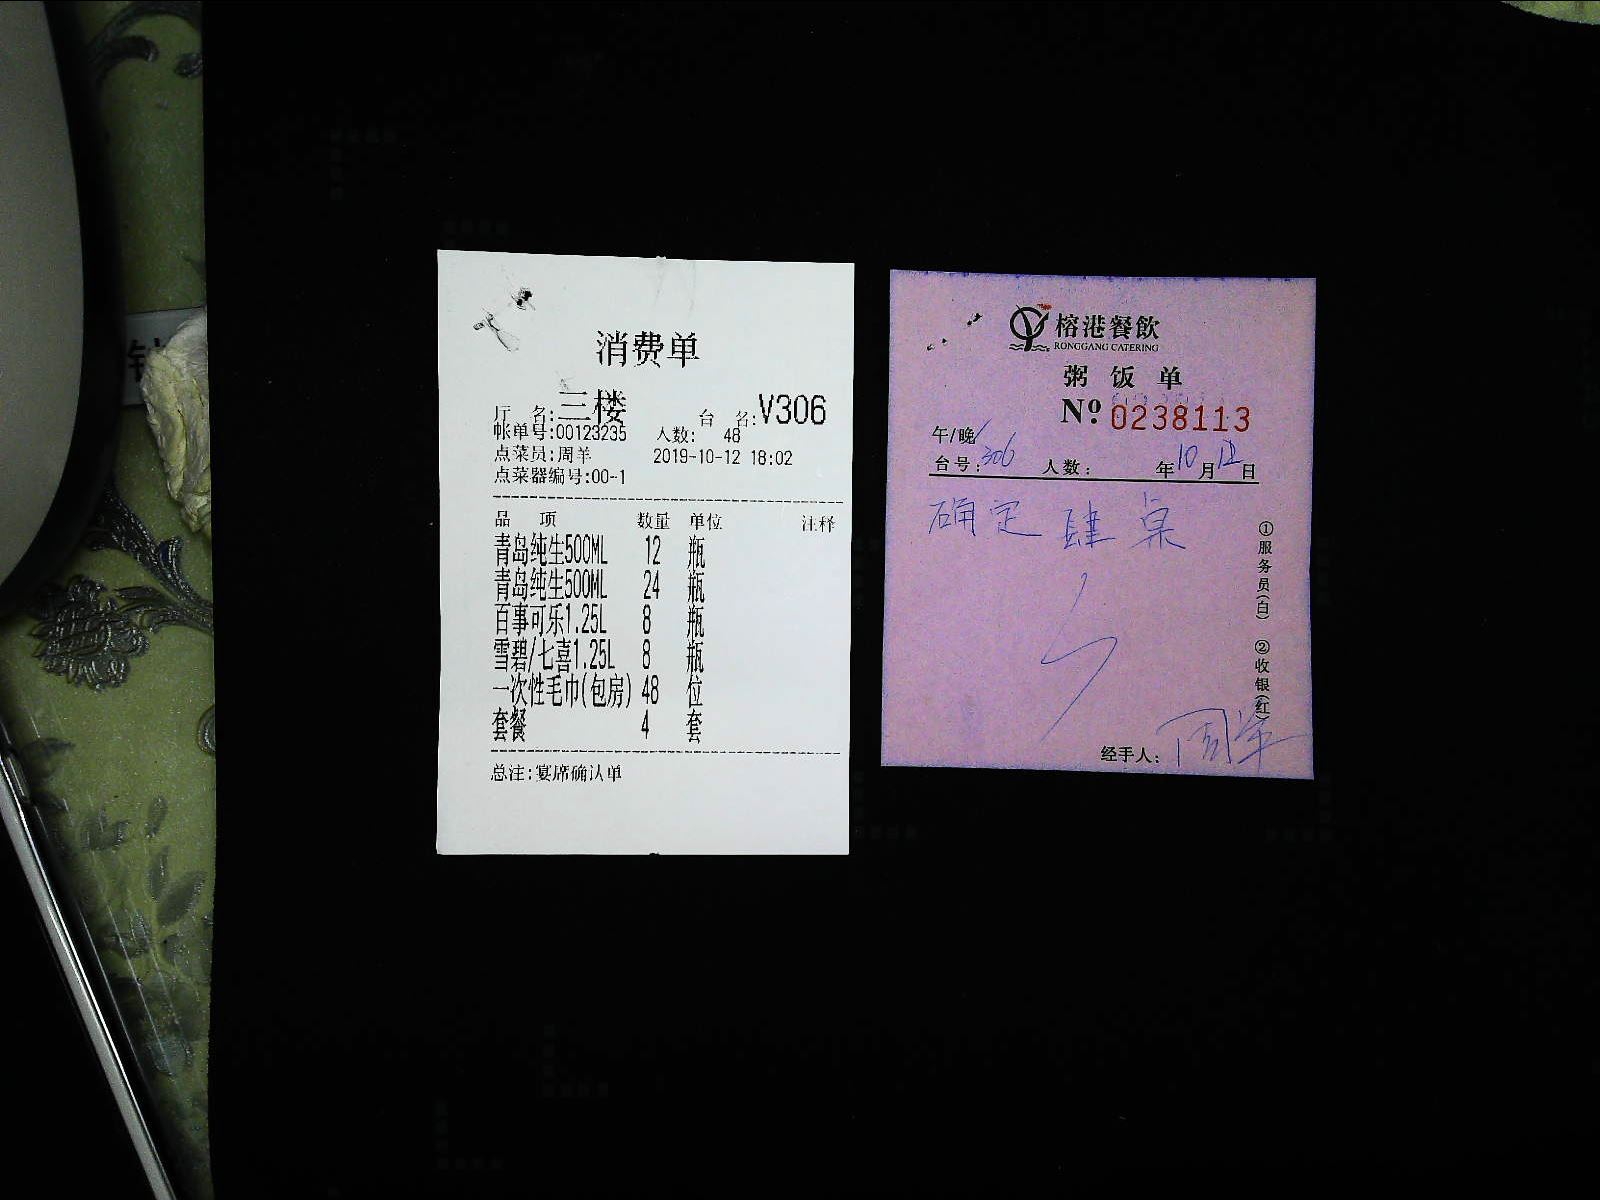 消费单
厅 名:三楼 台 名:V306
帐单号:00123235 人数: 48
点菜员:周羊 2019-10-12 18:02
点菜器编号:00-1
品 项 数量 单位 注释
青岛纯生500ML 12 瓶
青岛纯生500ML 24 瓶
百事可乐1.25L 8 瓶
雪碧/七喜1.25L 8 瓶
一次性毛巾(包房) 48 位
套餐 4 套
总注:宴席确认单
榕港餐飲
RONGGANG CATERING
粥饭单
Nº 0238113
午/晚
台号: 306 人数: 年10月12日
确定肆桌
①服务员(白) ②收银(红)
经手人: 周羊